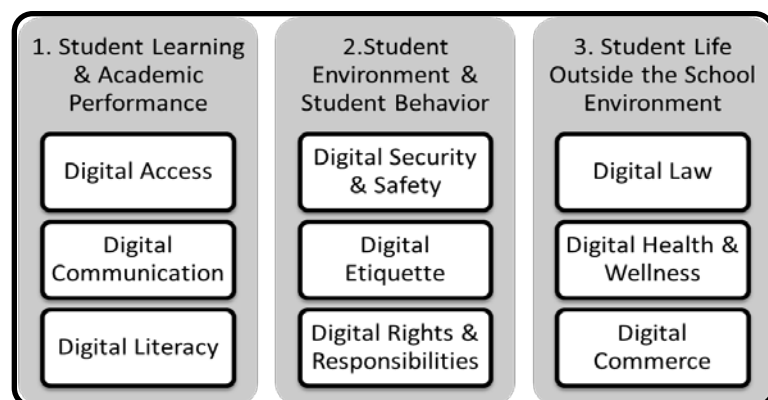 1. Student Learning
& Academic
Performance
Digital Access
Digital
Communication
Digital Literacy
2.Student
Environment &
Student Behavior
Digital Security
& Safety
Digital
Etiquette
Digital Rights &
Responsibilities
3. Student Life
Outside the School
Environment
Digital Law
Digital Health &
Wellness
Digital
Commerce